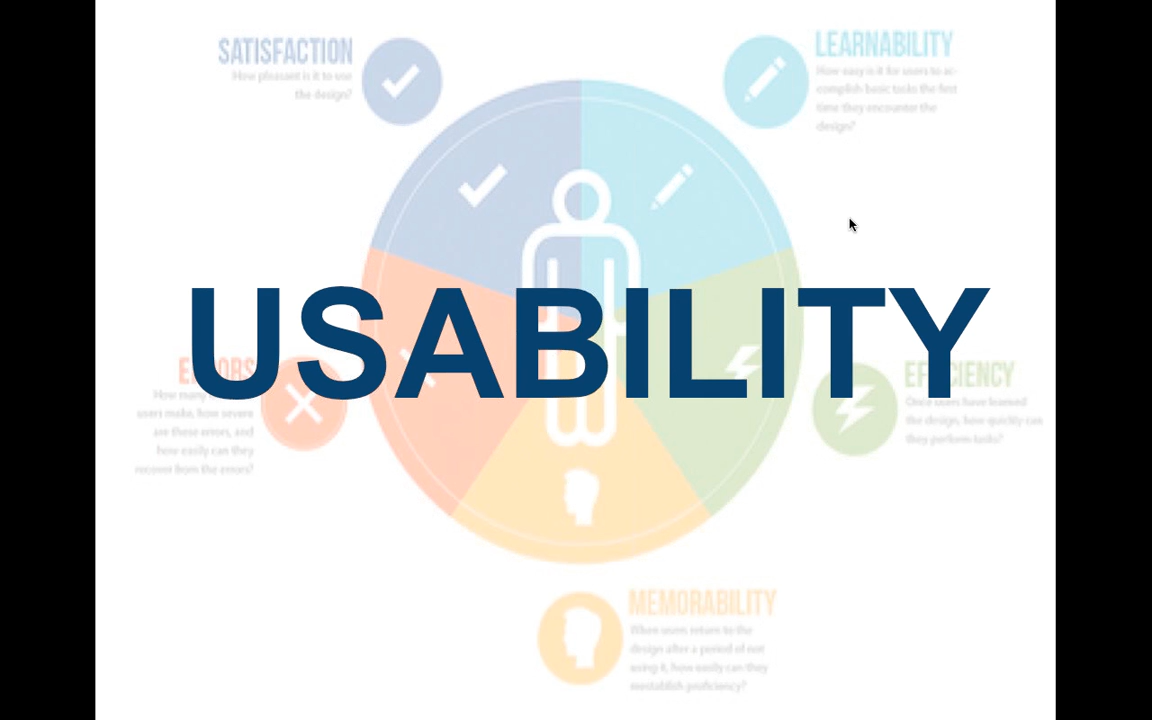 SATISFACTION
How pleasant is it to use
the design?
LEARNABILITY
How easy is it for users to ac-
complish basic tasks the first
time they encounter the
design?
USABILITY
ERRORS
How many
users make, how severe
are these errors, and
how easily can they
recover from the errors?
EFFICIENCY
Once users have learned
the design, how quickly can
they perform tasks?
MEMORABILITY
When users return to the
design after a period of not
using it, how easily can they
reestablish proficiency?